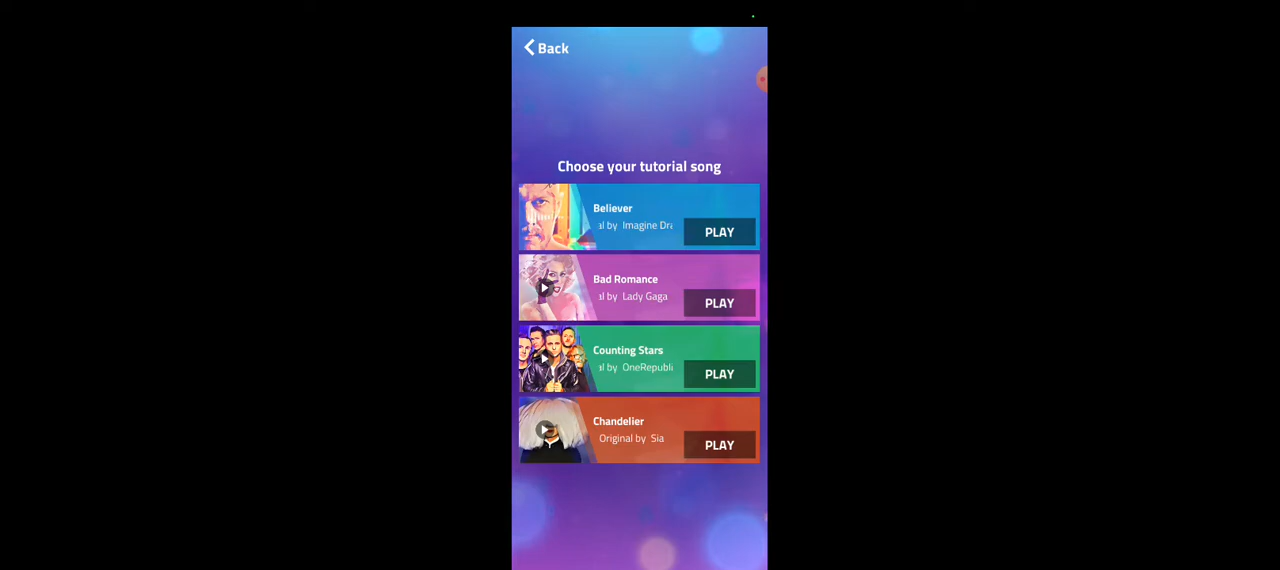 Back
Choose your tutorial song
Believer
al by Imagine Dra
PLAY
Bad Romance
al by Lady Gaga
PLAY
Counting Stars
al by OneRepubli
PLAY
Chandelier
Original by Sia
PLAY